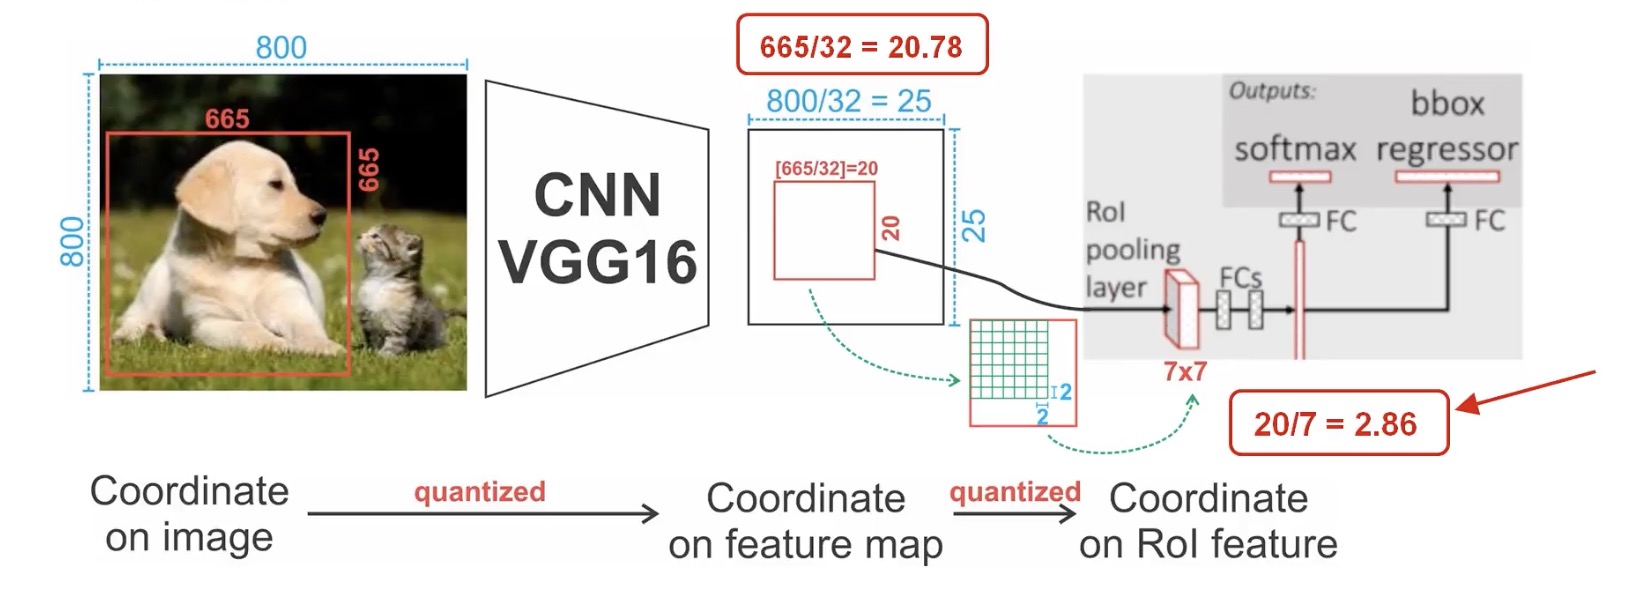 665/32 = 20.78
800
800/32 = 25
665
665
800
CNN
VGG16
[665/32]=20
20
25
Outputs:
softmax
bbox
regressor
FC
FC
RoI
pooling
layer
FCs
7x7
2
2
20/7 = 2.86
Coordinate
on image
quantized
Coordinate
on feature map
quantized
Coordinate
on RoI feature